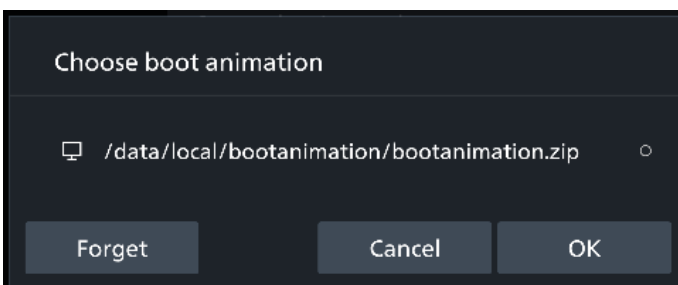 Choose boot animation
/data/local/bootanimation/bootanimation.zip
Forget Cancel OK